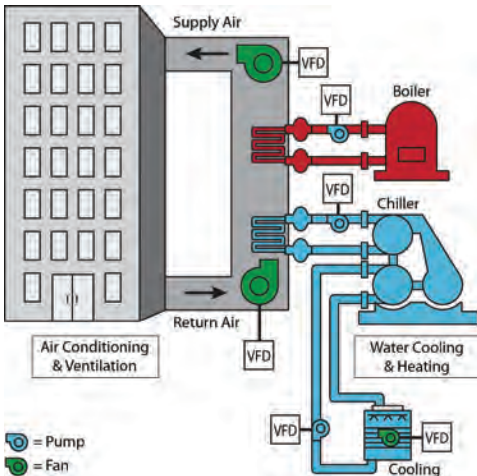 Supply Air
VFD
VFD
Boiler
VFD
Chiller
Return Air
VFD
Air Conditioning
& Ventilation
Water Cooling
& Heating
VFD
VFD
= Pump
= Fan
Cooling